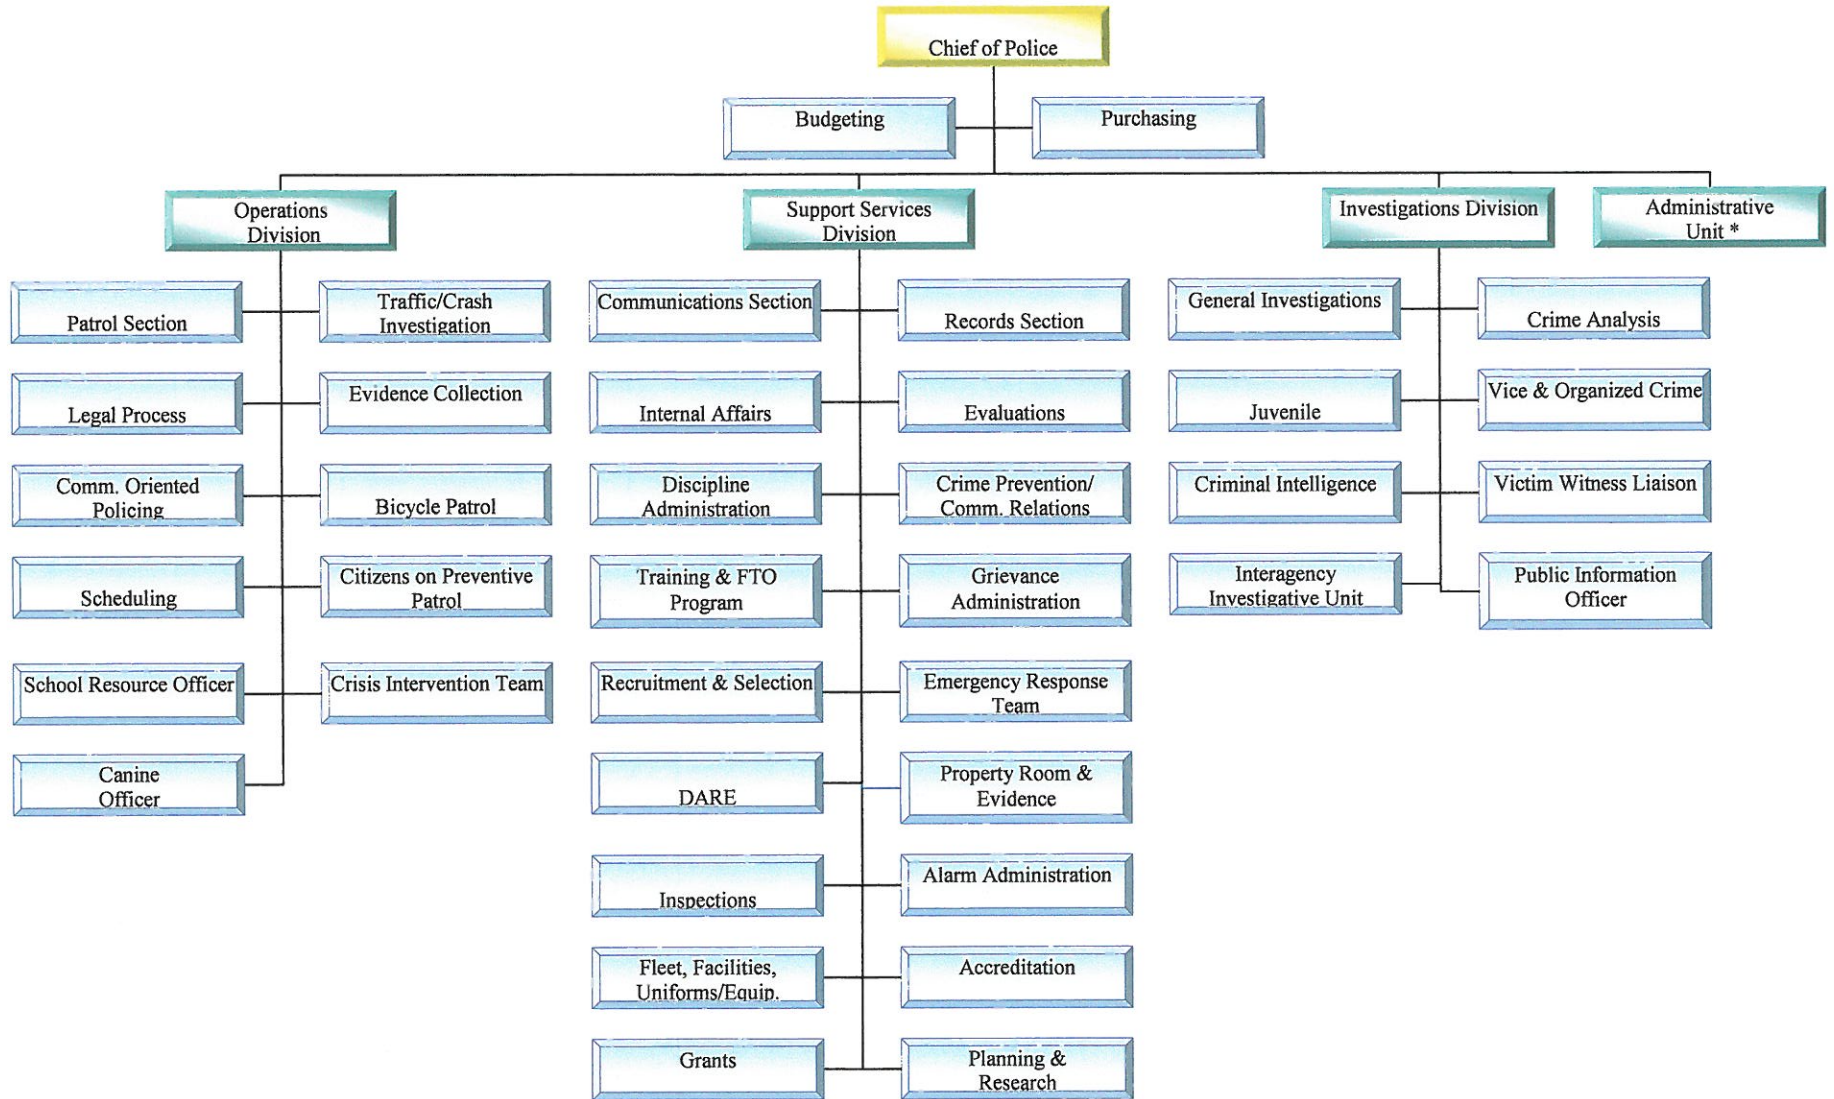 Chief of Police
Budgeting
Purchasing
Operations
Division
Support Services
Division
Investigations Division
Administrative
Unit *
Patrol Section
Traffic/Crash
Investigation
Communications Section
Records Section
General Investigations
Crime Analysis
Legal Process
Evidence Collection
Internal Affairs
Evaluations
Juvenile
Vice & Organized Crime
Comm. Oriented
Policing
Bicycle Patrol
Discipline
Administration
Crime Prevention/
Comm. Relations
Criminal Intelligence
Victim Witness Liaison
Scheduling
Citizens on Preventive
Patrol
Training & FTO
Program
Grievance
Administration
Interagency
Investigative Unit
Public Information
Officer
School Resource Officer
Crisis Intervention Team
Recruitment & Selection
Emergency Response
Team
Canine
Officer
DARE
Property Room &
Evidence
Inspections
Alarm Administration
Fleet, Facilities,
Uniforms/Equip.
Accreditation
Grants
Planning &
Research